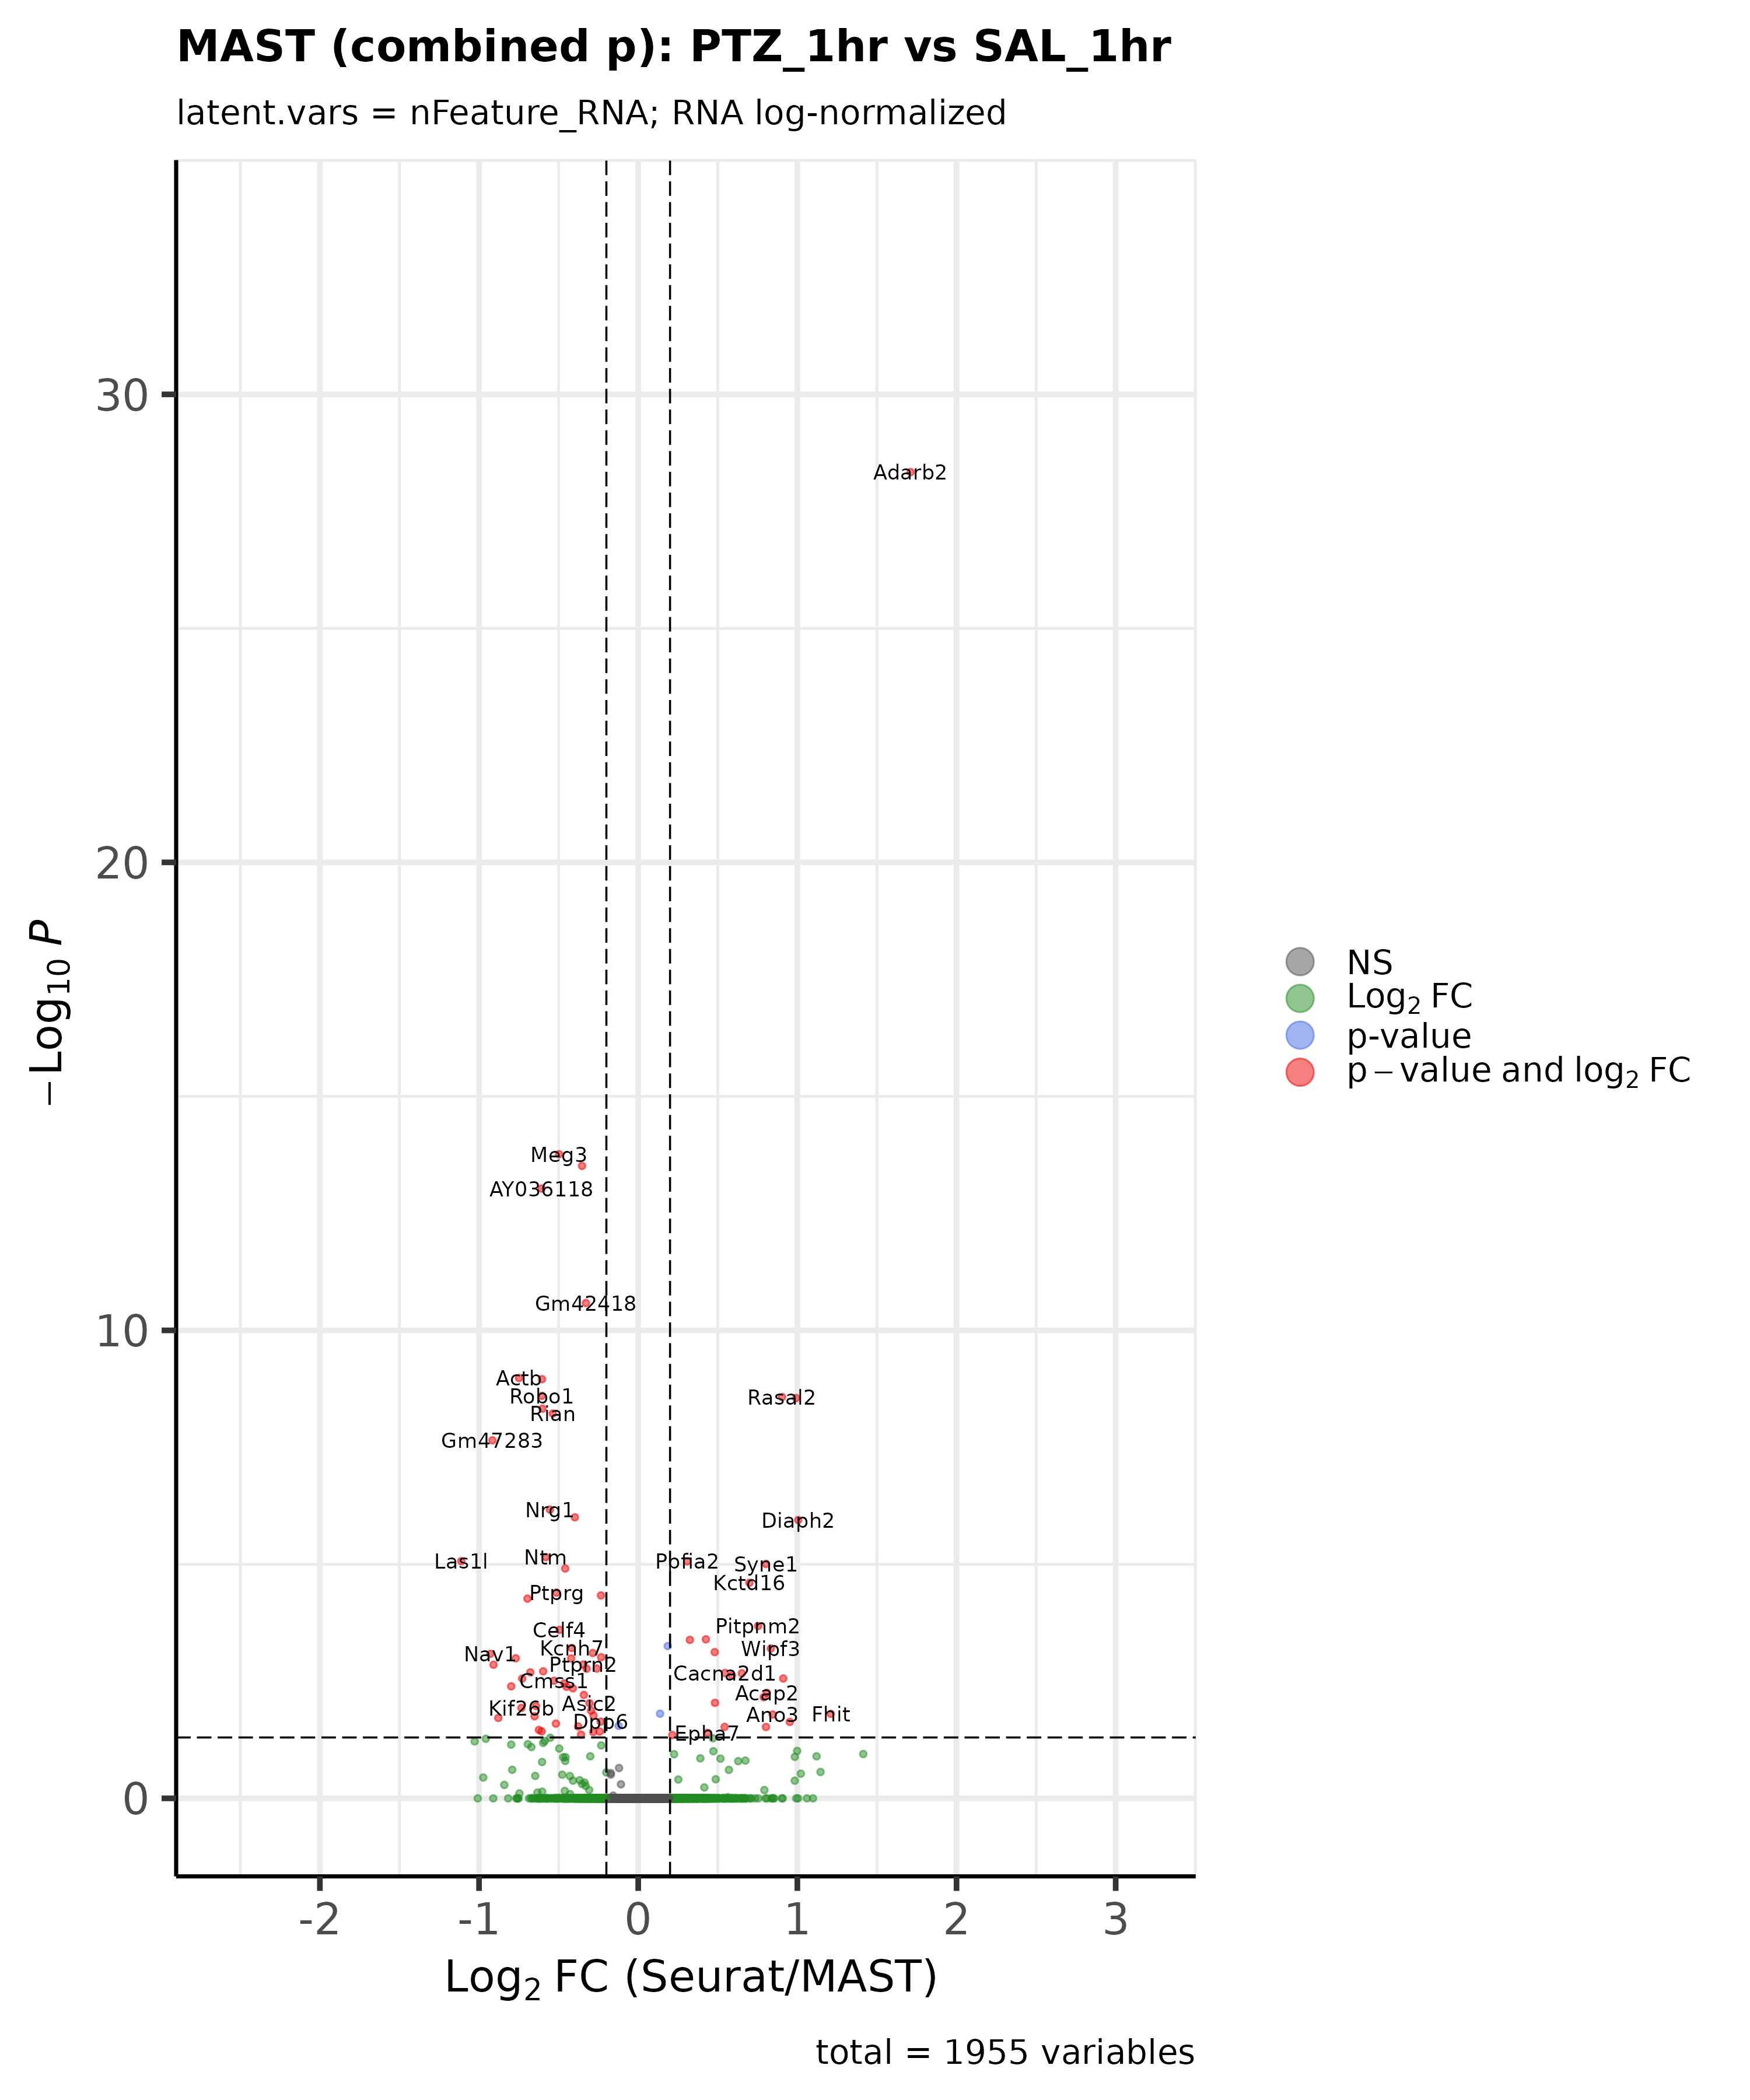 MAST (combined p): PTZ_1hr vs SAL_1hr
latent.vars = nFeature_RNA; RNA log-normalized
−Log10 P
30
20
10
0
Adarb2
Meg3
AY036118
Gm42418
Actb
Robo1
Rasal2
Rian
Gm47283
Nrg1
Diaph2
Las1l
Ntm
Ppfia2
Syne1
Kctd16
Ptprg
Celf4
Pitpnm2
Kcnh7
Wipf3
Nav1
Ptprn2
Cacna2d1
Cmss1
Acap2
Kif26b
Asic2
Ano3
Fhit
Dpp6
Epha7
NS
Log2 FC
p-value
p − value and log2 FC
-2
-1
0
1
2
3
Log2 FC (Seurat/MAST)
total = 1955 variables